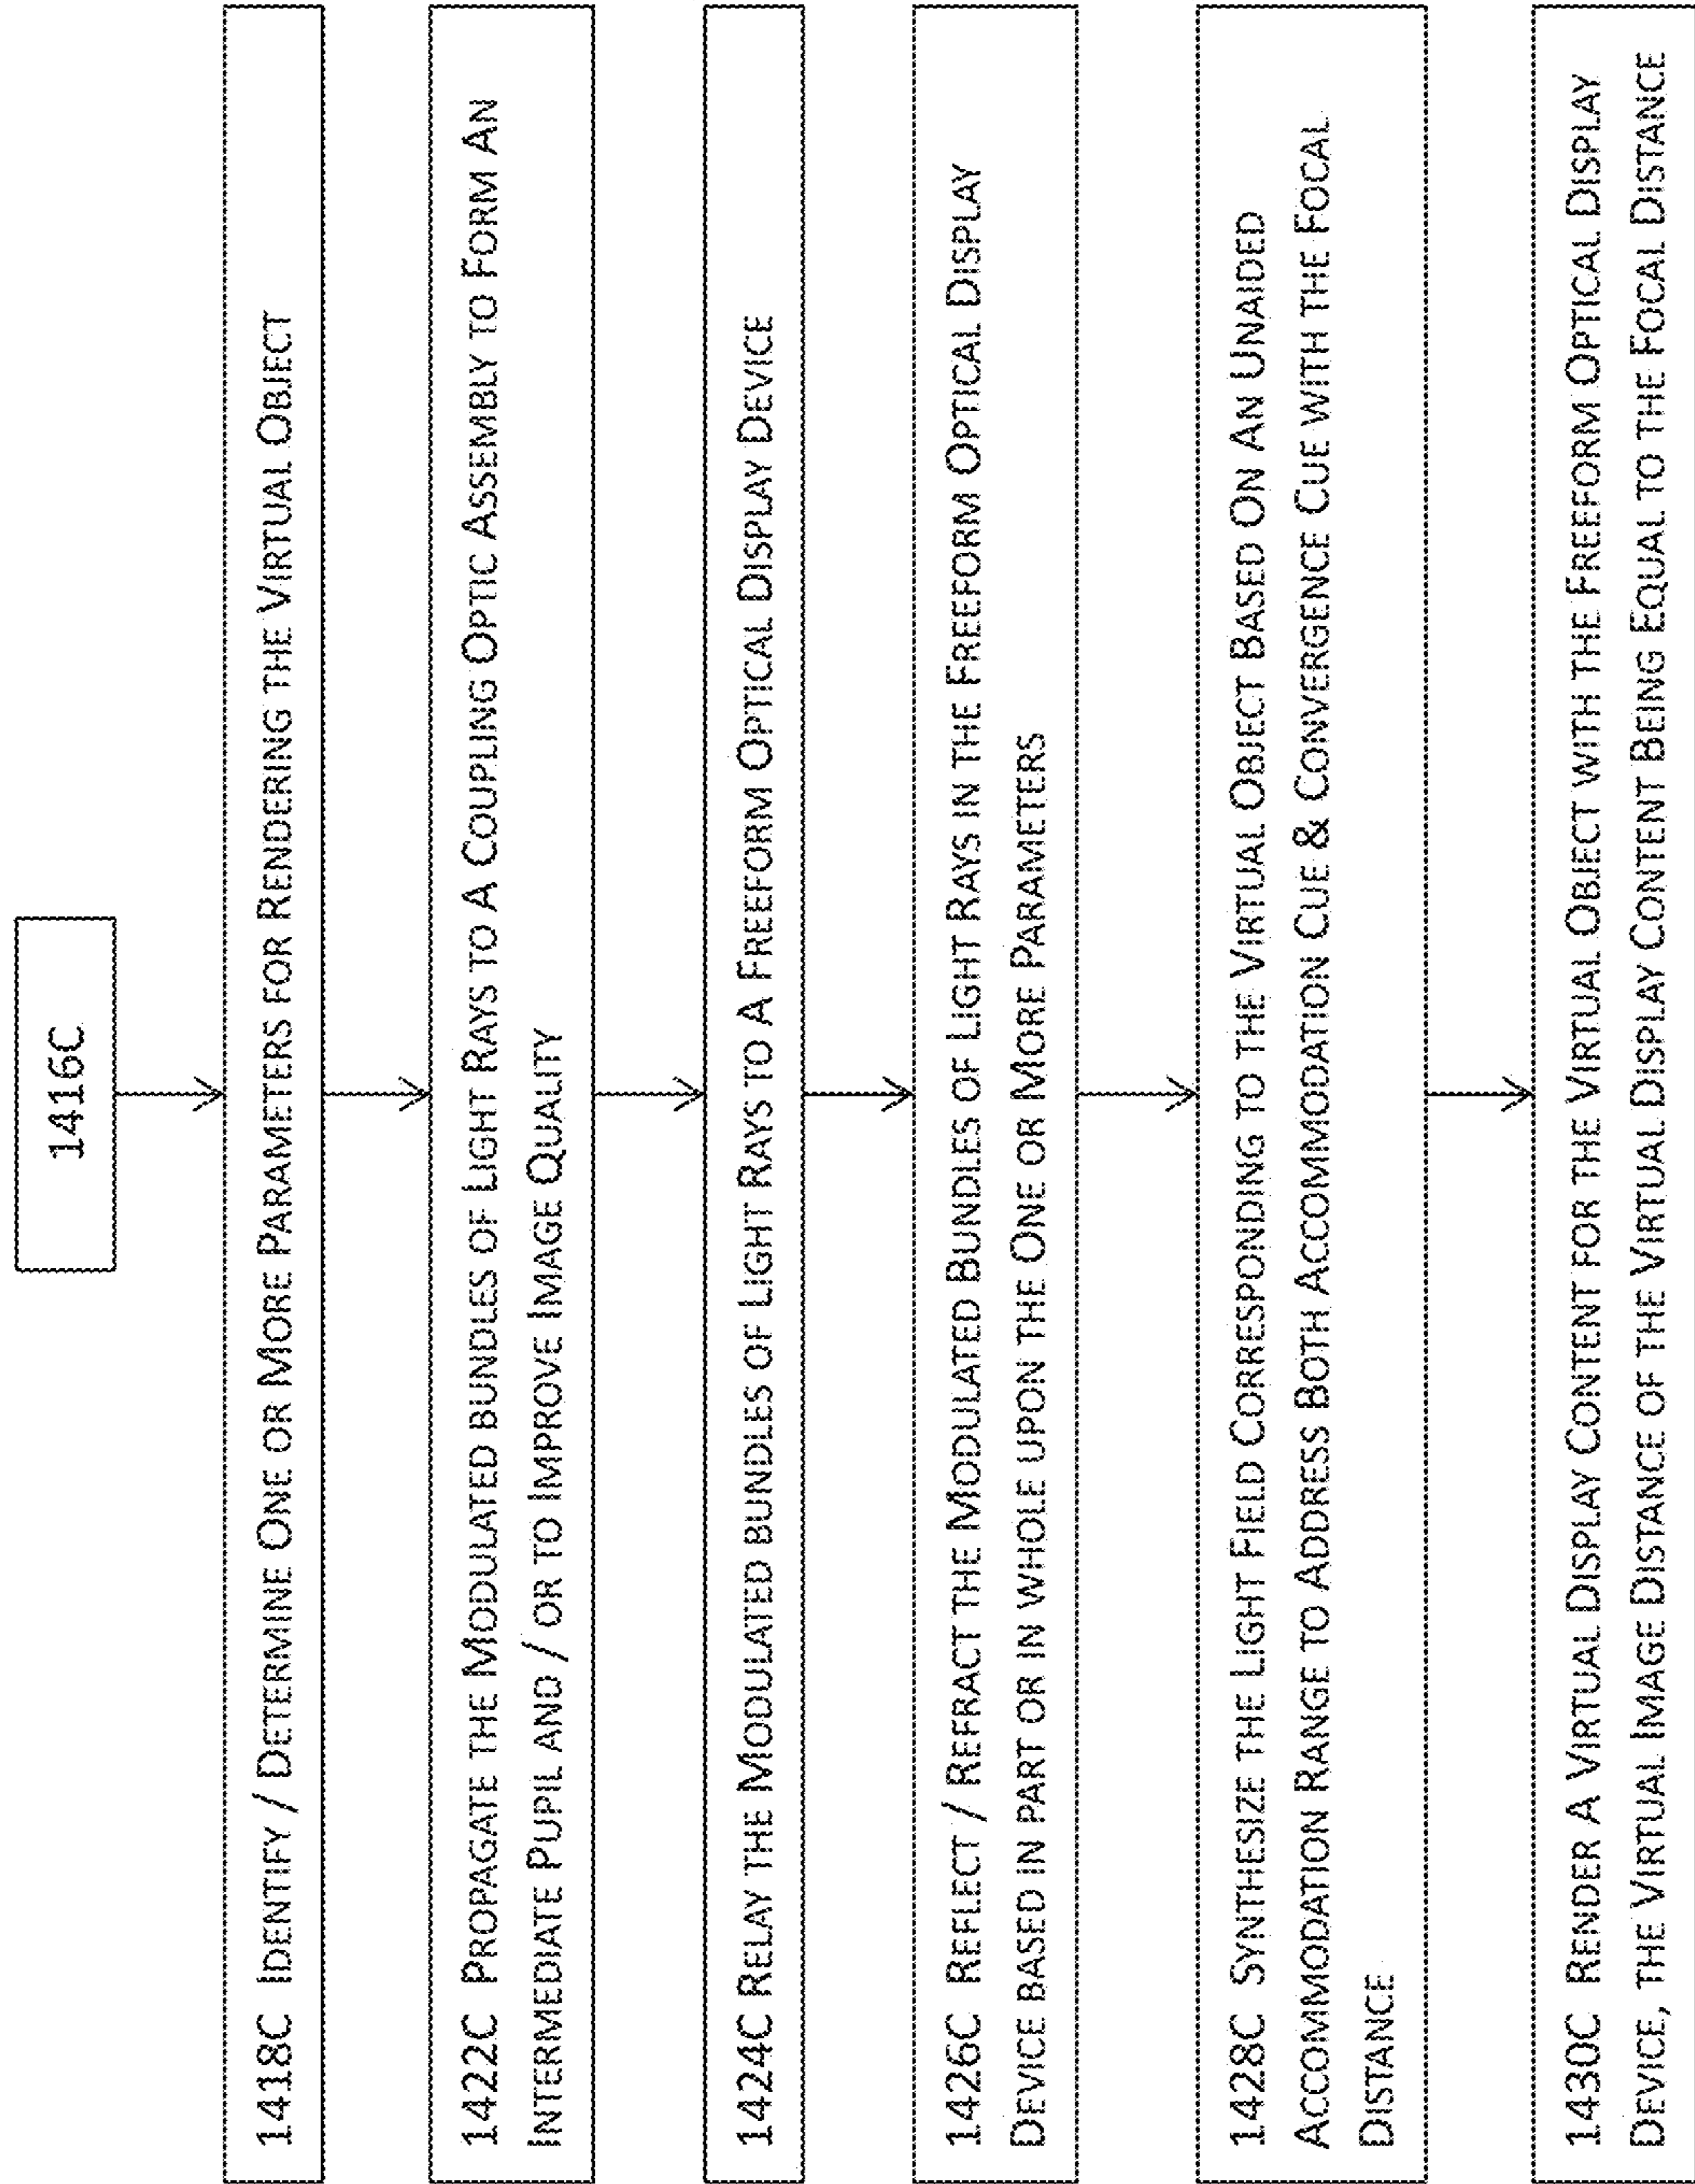 1416C
1418C IDENTIFY / DETERMINE ONE OR MORE PARAMETERS FOR RENDERING THE VIRTUAL OBJECT
1422C PROPAGATE THE MODULATED BUNDLES OF LIGHT RAYS TO A COUPLING OPTIC ASSEMBLY TO FORM AN
INTERMEDIATE PUPIL AND / OR TO IMPROVE IMAGE QUALITY
1424C RELAY THE MODULATED BUNDLES OF LIGHT RAYS TO A FREEFORM OPTICAL DISPLAY DEVICE
1426C REFLECT / REFRACT THE MODULATED BUNDLES OF LIGHT RAYS IN THE FREEFORM OPTICAL DISPLAY
DEVICE BASED IN PART OR IN WHOLE UPON THE ONE OR MORE PARAMETERS
1428C SYNTHESIZE THE LIGHT FIELD CORRESPONDING TO THE VIRTUAL OBJECT BASED ON AN UNAIDED
ACCOMMODATION RANGE TO ADDRESS BOTH ACCOMMODATION CUE & CONVERGENCE CUE WITH THE FOCAL
DISTANCE
1430C RENDER A VIRTUAL DISPLAY CONTENT FOR THE VIRTUAL OBJECT WITH THE FREEFORM OPTICAL DISPLAY
DEVICE, THE VIRTUAL IMAGE DISTANCE OF THE VIRTUAL DISPLAY CONTENT BEING EQUAL TO THE FOCAL DISTANCE